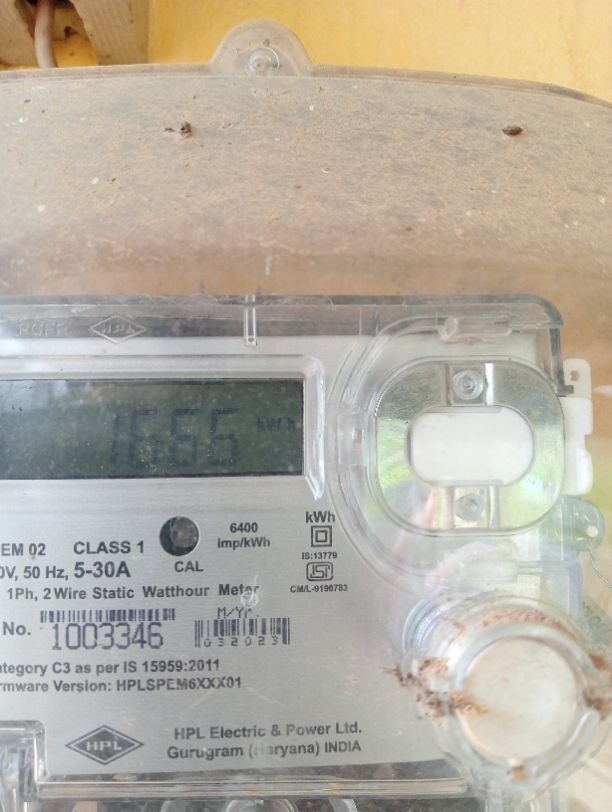 HPL
1666 kWh
6400
imp/kWh
kWh
IS:13779
ISI
CM/L-9190783
EM 02 CLASS 1
CAL
0V, 50 Hz, 5-30A
1Ph, 2 Wire Static Watthour Meter
No. 1003346
M/Yr
032023
ategory C3 as per IS 15959:2011
rmware Version: HPLSPEM6XXX01
HPL
HPL Electric & Power Ltd.
Gurugram (Haryana) INDIA